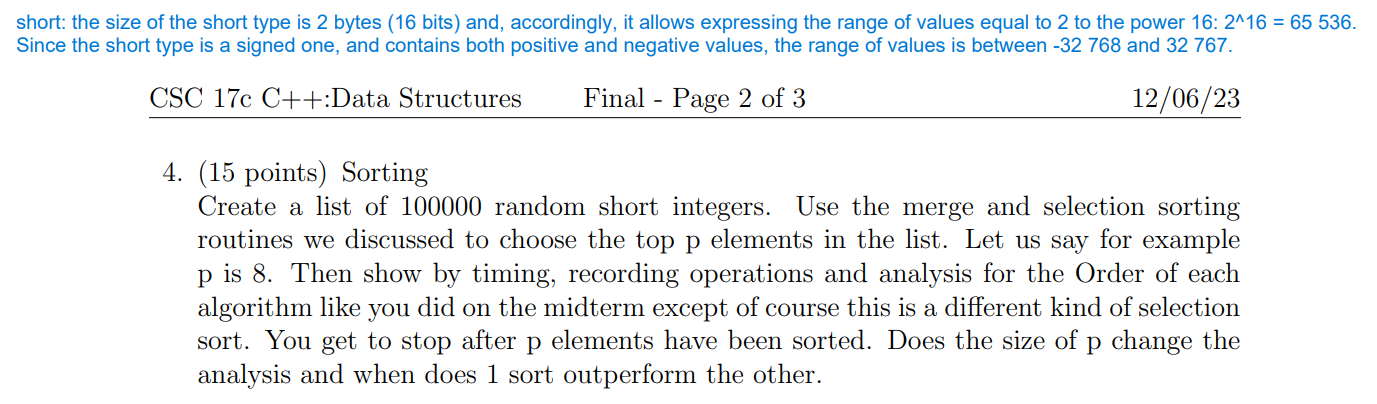 short: the size of the short type is 2 bytes (16 bits) and, accordingly, it allows expressing the range of values equal to 2 to the power 16: 2^16 = 65 536.
Since the short type is a signed one, and contains both positive and negative values, the range of values is between -32 768 and 32 767.
CSC 17c C++:Data Structures Final - Page 2 of 3 12/06/23
4. (15 points) Sorting
Create a list of 100000 random short integers. Use the merge and selection sorting
routines we discussed to choose the top p elements in the list. Let us say for example
p is 8. Then show by timing, recording operations and analysis for the Order of each
algorithm like you did on the midterm except of course this is a different kind of selection
sort. You get to stop after p elements have been sorted. Does the size of p change the
analysis and when does 1 sort outperform the other.